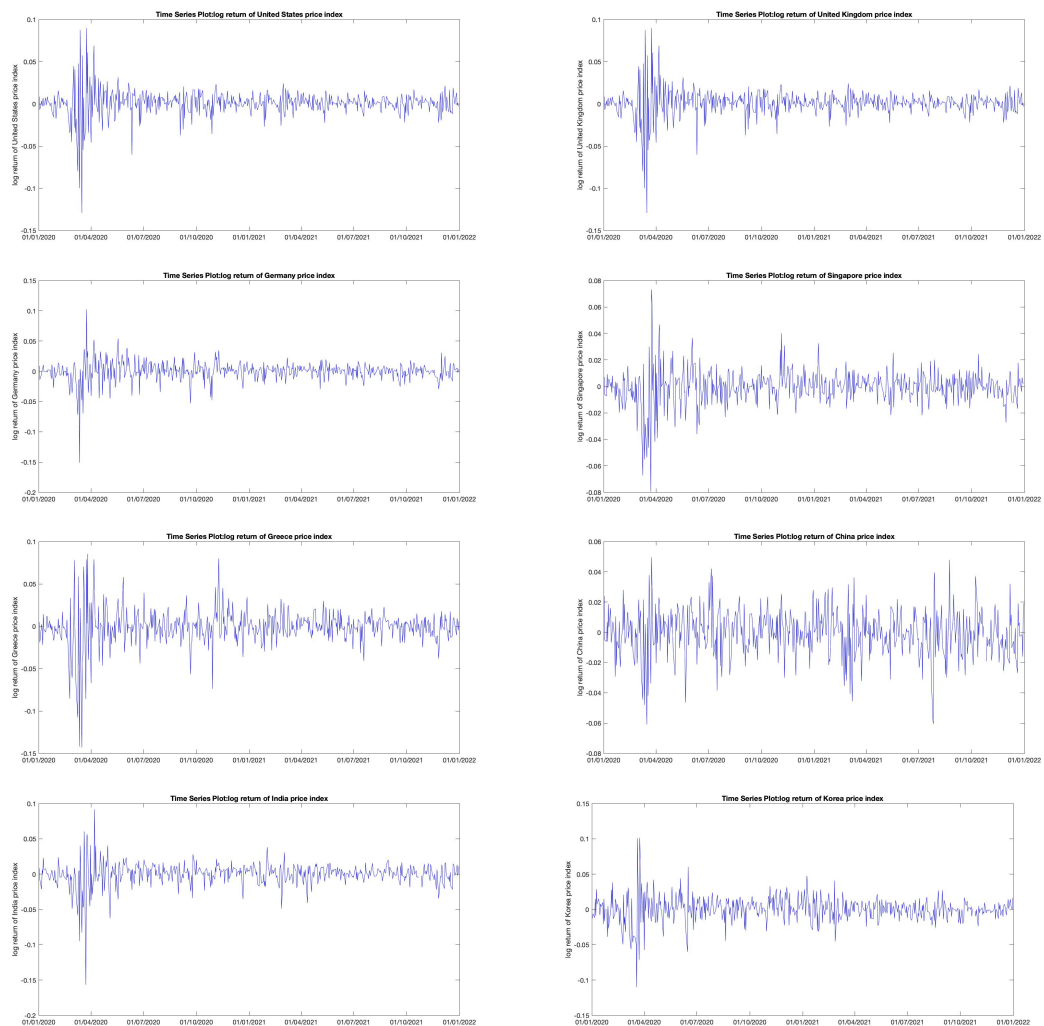 Time Series Plot:log return of United States price index
log return of United States price index
0.1
0.05
0
-0.05
-0.1
-0.15
01/01/2020 01/04/2020 01/07/2020 01/10/2020 01/01/2021 01/04/2021 01/07/2021 01/10/2021 01/01/2022
Time Series Plot:log return of United Kingdom price index
log return of United Kingdom price index
0.1
0.05
0
-0.05
-0.1
-0.15
01/01/2020 01/04/2020 01/07/2020 01/10/2020 01/01/2021 01/04/2021 01/07/2021 01/10/2021 01/01/2022
Time Series Plot:log return of Germany price index
log return of Germany price index
0.15
0.1
0.05
0
-0.05
-0.1
-0.15
-0.2
01/01/2020 01/04/2020 01/07/2020 01/10/2020 01/01/2021 01/04/2021 01/07/2021 01/10/2021 01/01/2022
Time Series Plot:log return of Singapore price index
log return of Singapore price index
0.08
0.06
0.04
0.02
0
-0.02
-0.04
-0.06
-0.08
01/01/2020 01/04/2020 01/07/2020 01/10/2020 01/01/2021 01/04/2021 01/07/2021 01/10/2021 01/01/2022
Time Series Plot:log return of Greece price index
log return of Greece price index
0.1
0.05
0
-0.05
-0.1
-0.15
01/01/2020 01/04/2020 01/07/2020 01/10/2020 01/01/2021 01/04/2021 01/07/2021 01/10/2021 01/01/2022
Time Series Plot:log return of China price index
log return of China price index
0.06
0.04
0.02
0
-0.02
-0.04
-0.06
-0.08
01/01/2020 01/04/2020 01/07/2020 01/10/2020 01/01/2021 01/04/2021 01/07/2021 01/10/2021 01/01/2022
Time Series Plot:log return of India price index
log return of India price index
0.1
0.05
0
-0.05
-0.1
-0.15
-0.2
01/01/2020 01/04/2020 01/07/2020 01/10/2020 01/01/2021 01/04/2021 01/07/2021 01/10/2021 01/01/2022
Time Series Plot:log return of Korea price index
log return of Korea price index
0.15
0.1
0.05
0
-0.05
-0.1
-0.15
01/01/2020 01/04/2020 01/07/2020 01/10/2020 01/01/2021 01/04/2021 01/07/2021 01/10/2021 01/01/2022